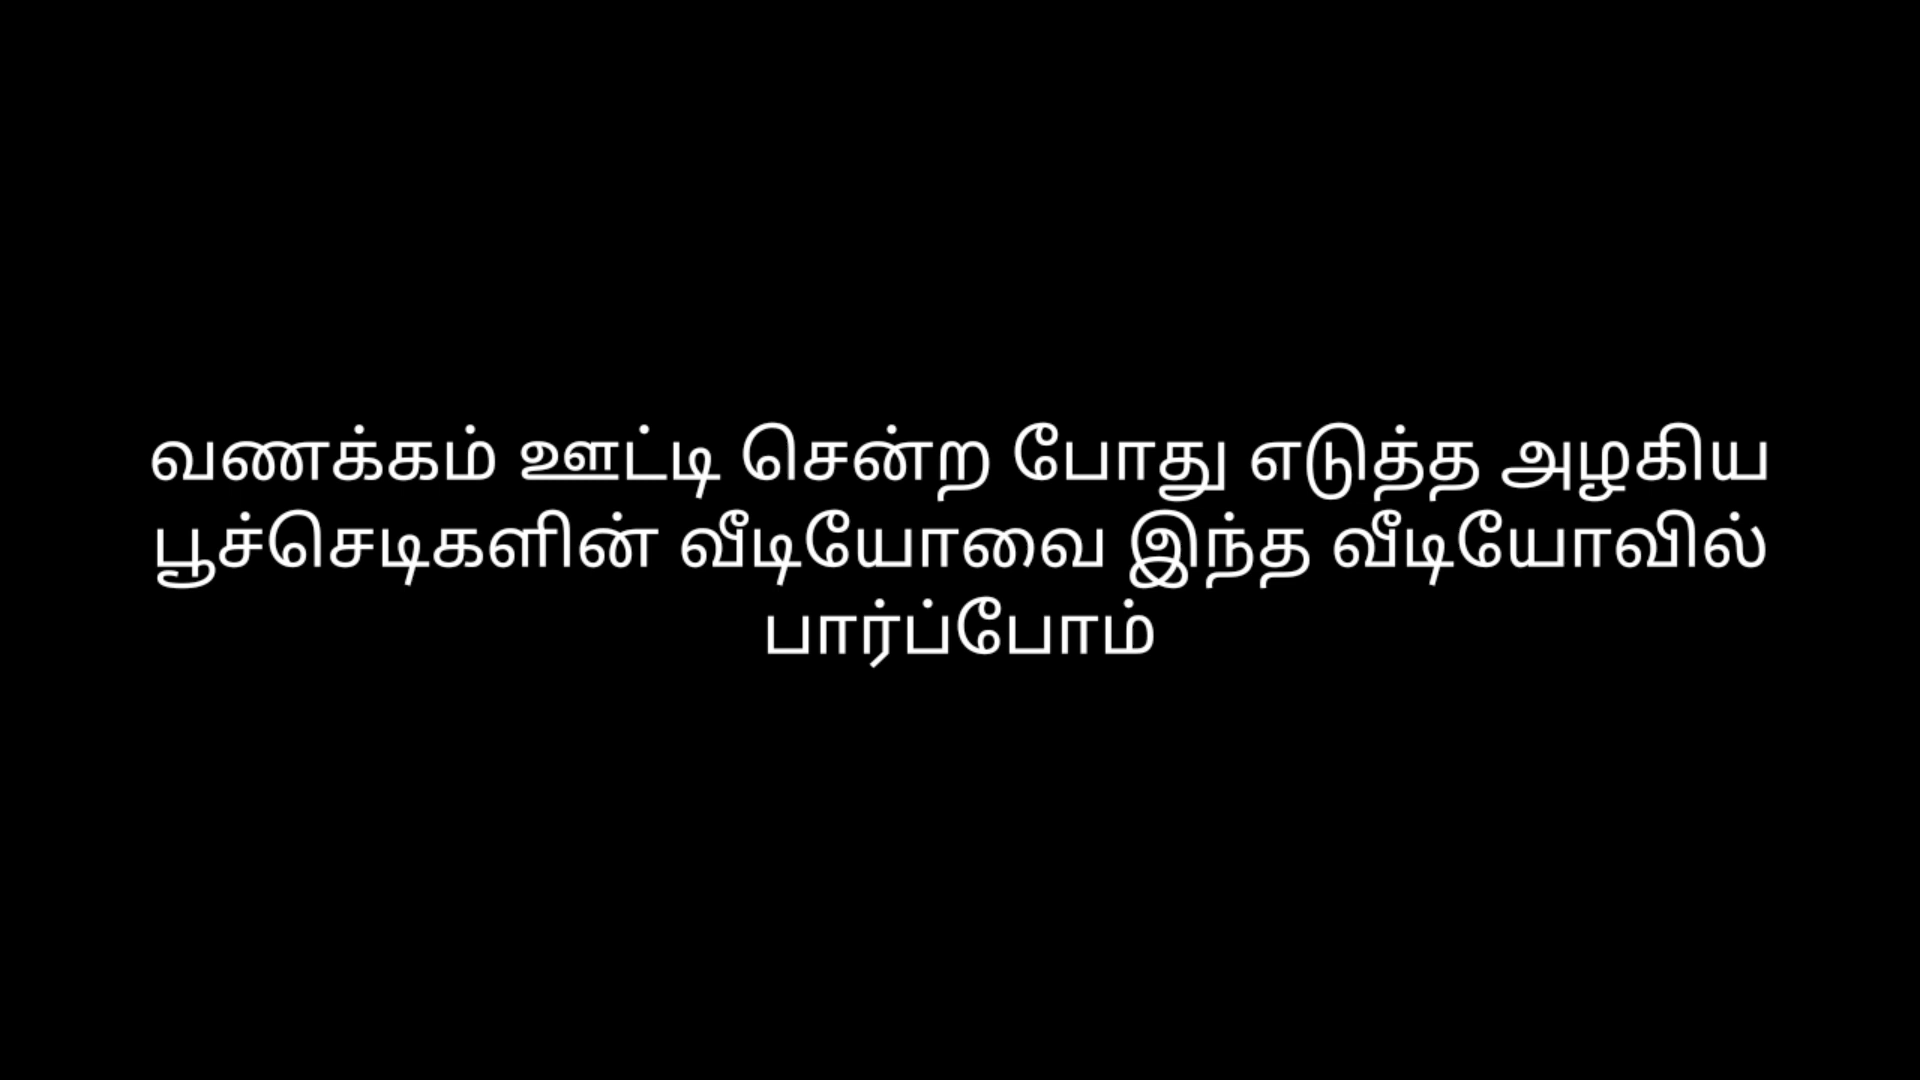 வணக்கம் ஊட்டி சென்ற போது எடுத்த அழகிய
பூச்செடிகளின் வீடியோவை இந்த வீடியோவில்
பார்ப்போம்